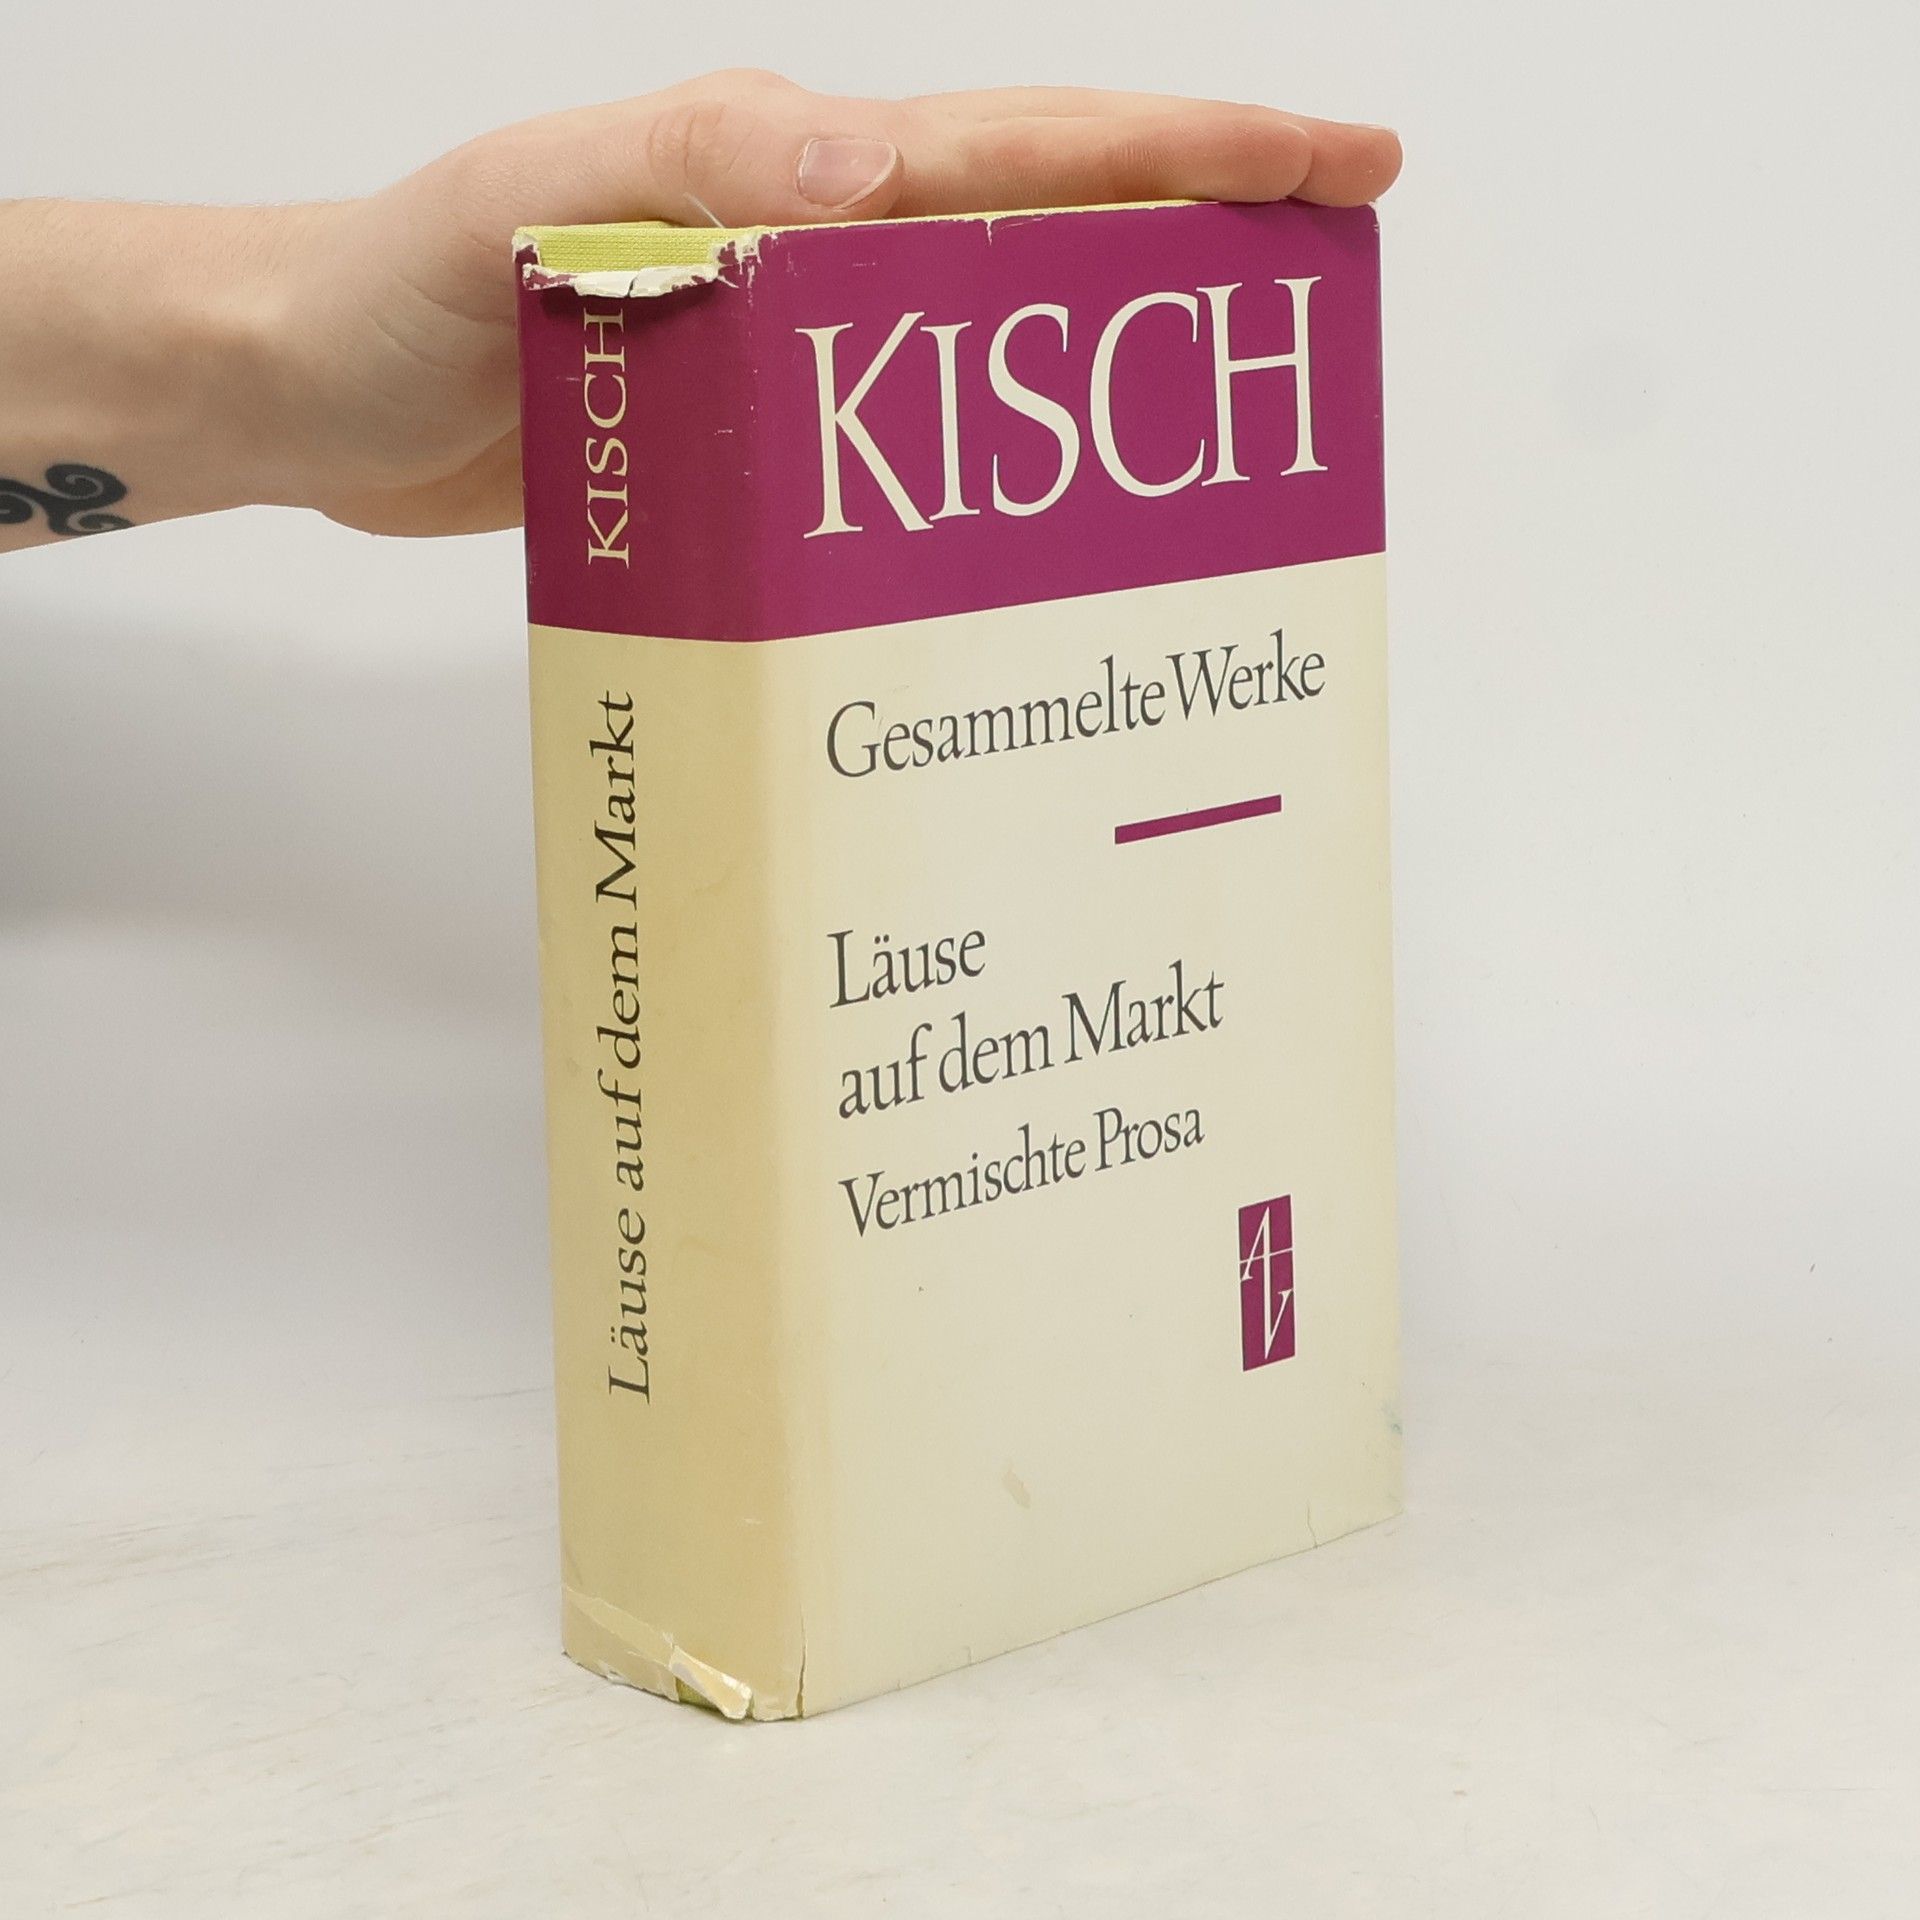 KISCH
Läuse auf dem Markt
KISCH
Gesammelte Werke
Läuse
auf dem Markt
Vermischte Prosa
AV